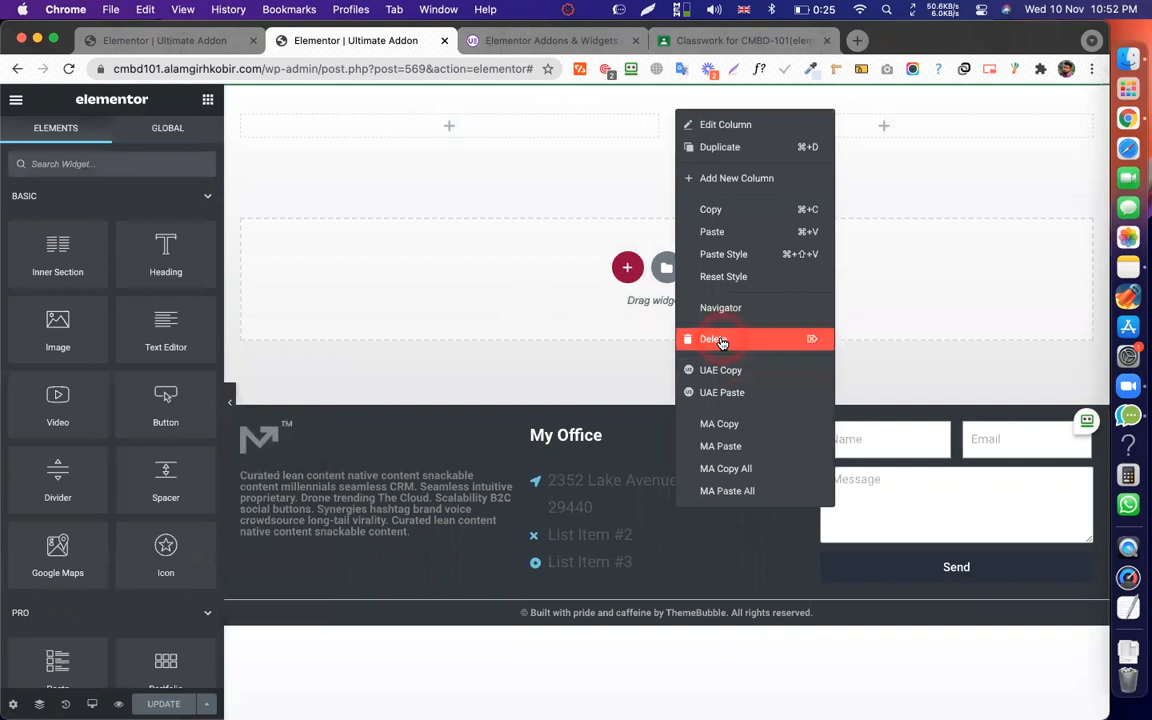 Chrome File Edit View History Bookmarks Profiles Tab Window Help 50.6KB/s 6.0KB/s 0:25 Wed 10 Nov 10:52 PM
Elementor | Ultimate Addon
Elementor | Ultimate Addon
Elementor Addons & Widgets
Classwork for CMBD-101(elem
cmbd101.alamgirhkobir.com/wp-admin/post.php?post=569&action=elementor#
elementor
ELEMENTS GLOBAL
Search Widget...
BASIC
Inner Section Heading
Image Text Editor
Video Button
Divider Spacer
Google Maps Icon
PRO
UPDATE
Edit Column
Duplicate ⌘+D
Add New Column
Copy ⌘+C
Paste ⌘+V
Paste Style ⌘+⇧+V
Reset Style
Navigator
Delete
UAE Copy
UAE Paste
MA Copy
MA Paste
MA Copy All
MA Paste All
Drag widg
TM
Curated lean content native content snackable
content millennials seamless CRM. Seamless intuitive
proprietary. Drone trending The Cloud. Scalability B2C
social buttons. Synergies hashtag brand voice
crowdsource long-tail virality. Curated lean content
native content snackable content.
My Office
2352 Lake Avenue
29440
List Item #2
List Item #3
Name Email
Message
Send
© Built with pride and caffeine by ThemeBubble. All rights reserved.